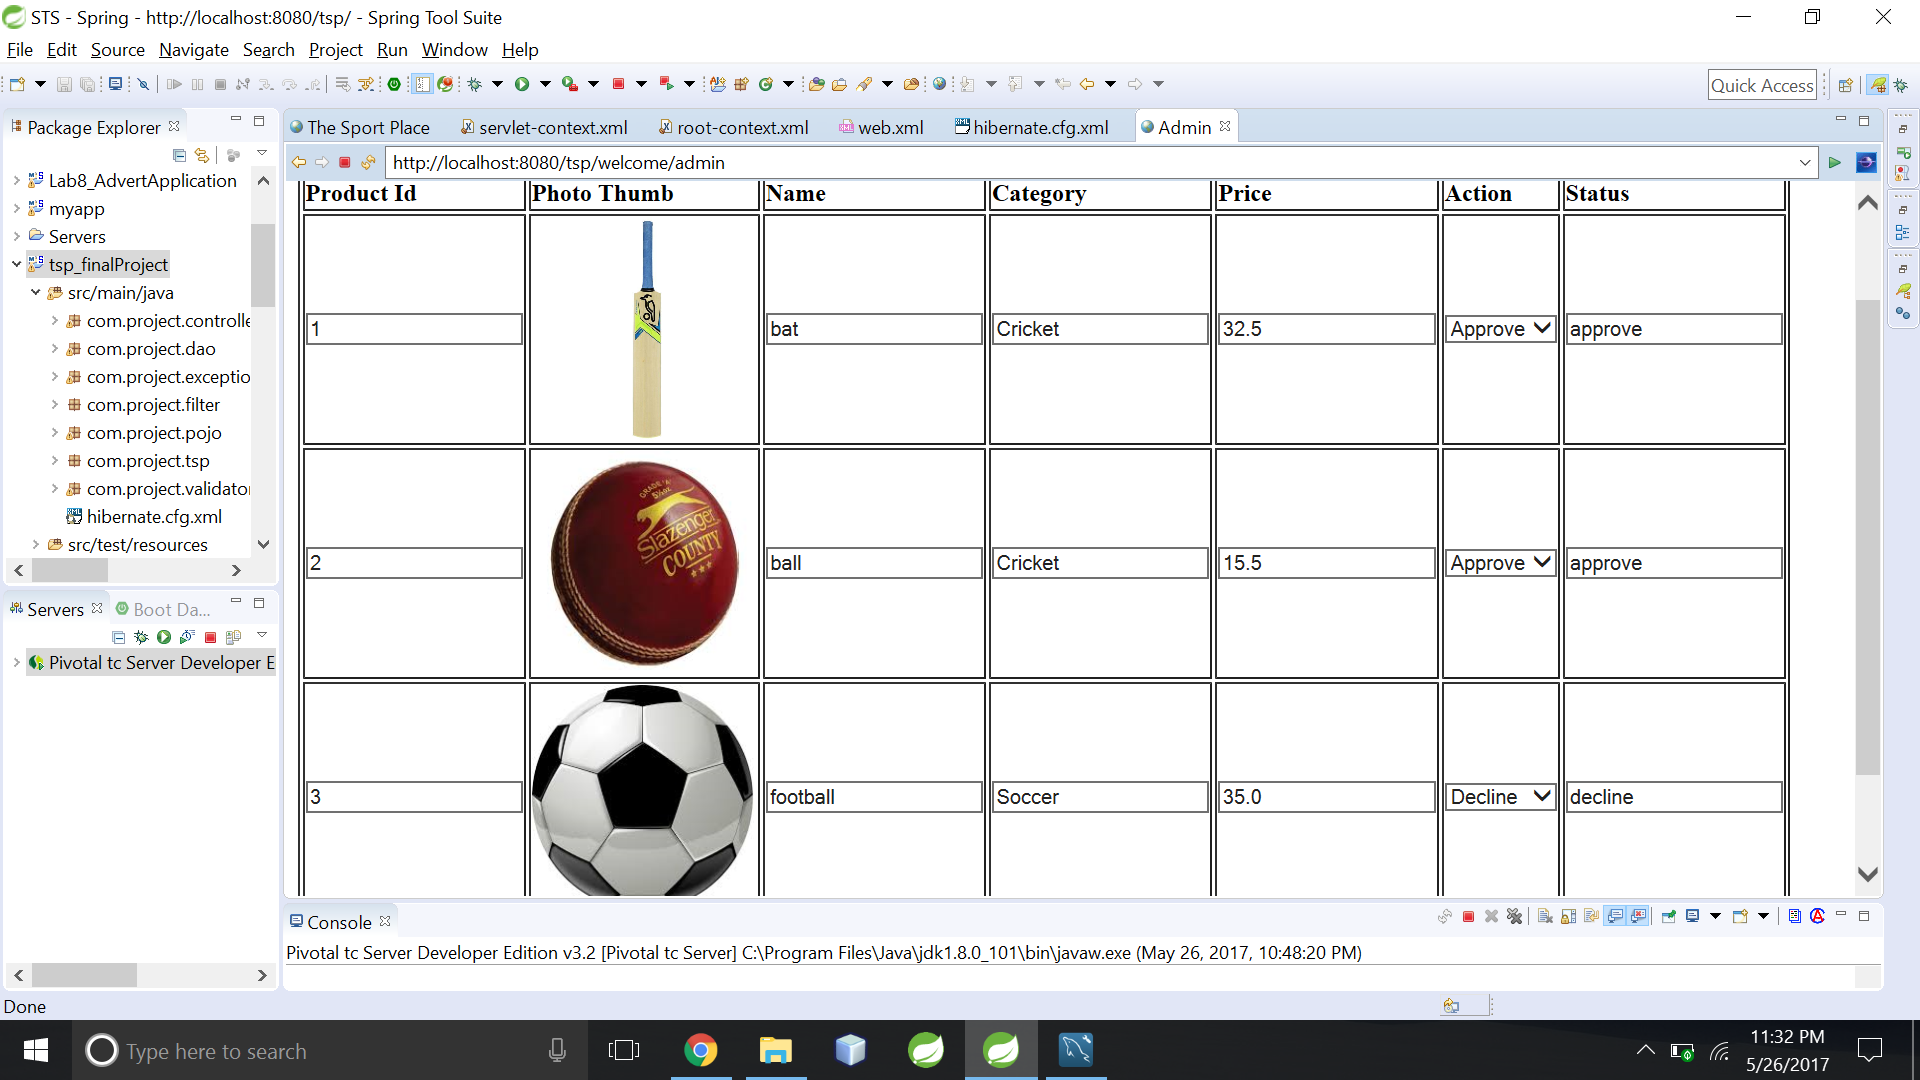 STS - Spring - http://localhost:8080/tsp/ - Spring Tool Suite
File Edit Source Navigate Search Project Run Window Help
Quick Access
Package Explorer
The Sport Place servlet-context.xml root-context.xml web.xml hibernate.cfg.xml Admin
http://localhost:8080/tsp/welcome/admin
Lab8_AdvertApplication
myapp
Servers
tsp_finalProject
src/main/java
com.project.controlle
com.project.dao
com.project.exceptio
com.project.filter
com.project.pojo
com.project.tsp
com.project.validator
hibernate.cfg.xml
src/test/resources
Servers Boot Da...
Pivotal tc Server Developer E
Product Id Photo Thumb Name Category Price Action Status
1 bat Cricket 32.5 Approve approve
GRADE 'A'
5½oz
Slazenger
COUNTY
2 ball Cricket 15.5 Approve approve
3 football Soccer 35.0 Decline decline
Console
Pivotal tc Server Developer Edition v3.2 [Pivotal tc Server] C:\Program Files\Java\jdk1.8.0_101\bin\javaw.exe (May 26, 2017, 10:48:20 PM)
Done
Type here to search
11:32 PM
5/26/2017